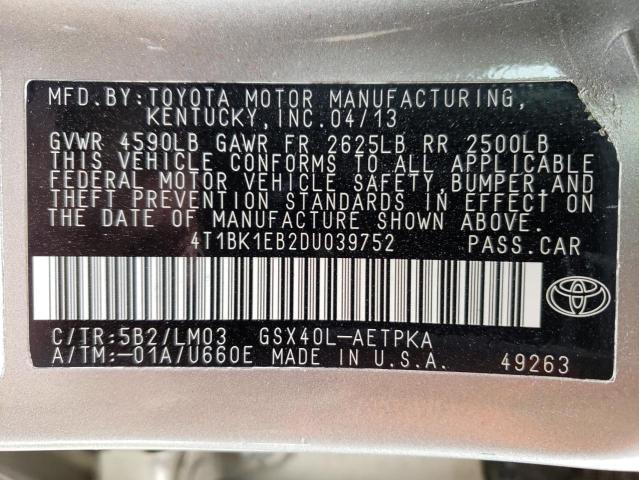 MFD.BY:TOYOTA MOTOR MANUFACTURING,
KENTUCKY,INC.04/13
GVWR 4590LB GAWR FR 2625LB RR 2500LB
THIS VEHICLE CONFORMS TO ALL APPLICABLE
FEDERAL MOTOR VEHICLE SAFETY,BUMPER,AND
THEFT PREVENTION STANDARDS IN EFFECT ON
THE DATE OF MANUFACTURE SHOWN ABOVE.
4T1BK1EB2DU039752 PASS.CAR
C/TR:5B2/LM03 GSX40L-AETPKA
A/TM:-01A/U660E MADE IN U.S.A. 49263